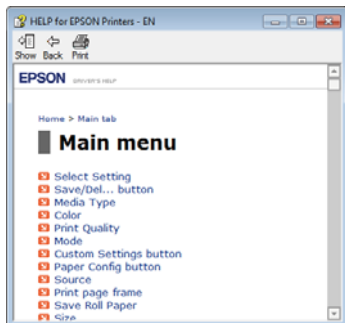 HELP for EPSON Printers - EN
Show Back Print
EPSON DRIVER'S HELP
Home > Main tab
Main menu
Select Setting
Save/Del... button
Media Type
Color
Print Quality
Mode
Custom Settings button
Paper Config button
Source
Print page frame
Save Roll Paper
Size